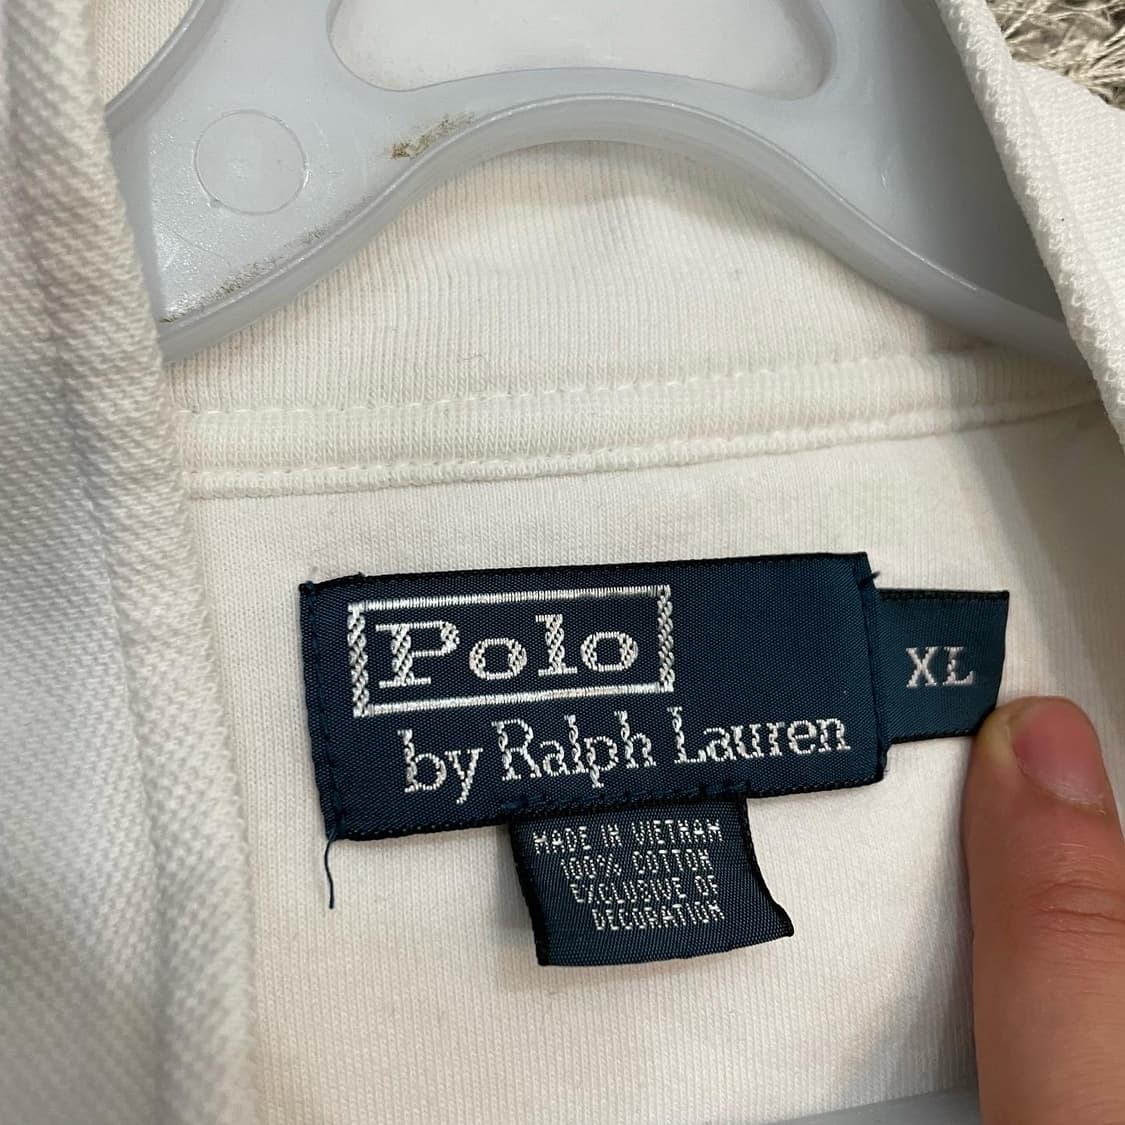 Polo
by Ralph Lauren
XL
MADE IN VIETNAM
100% COTTON
EXCLUSIVE OF
DECORATION